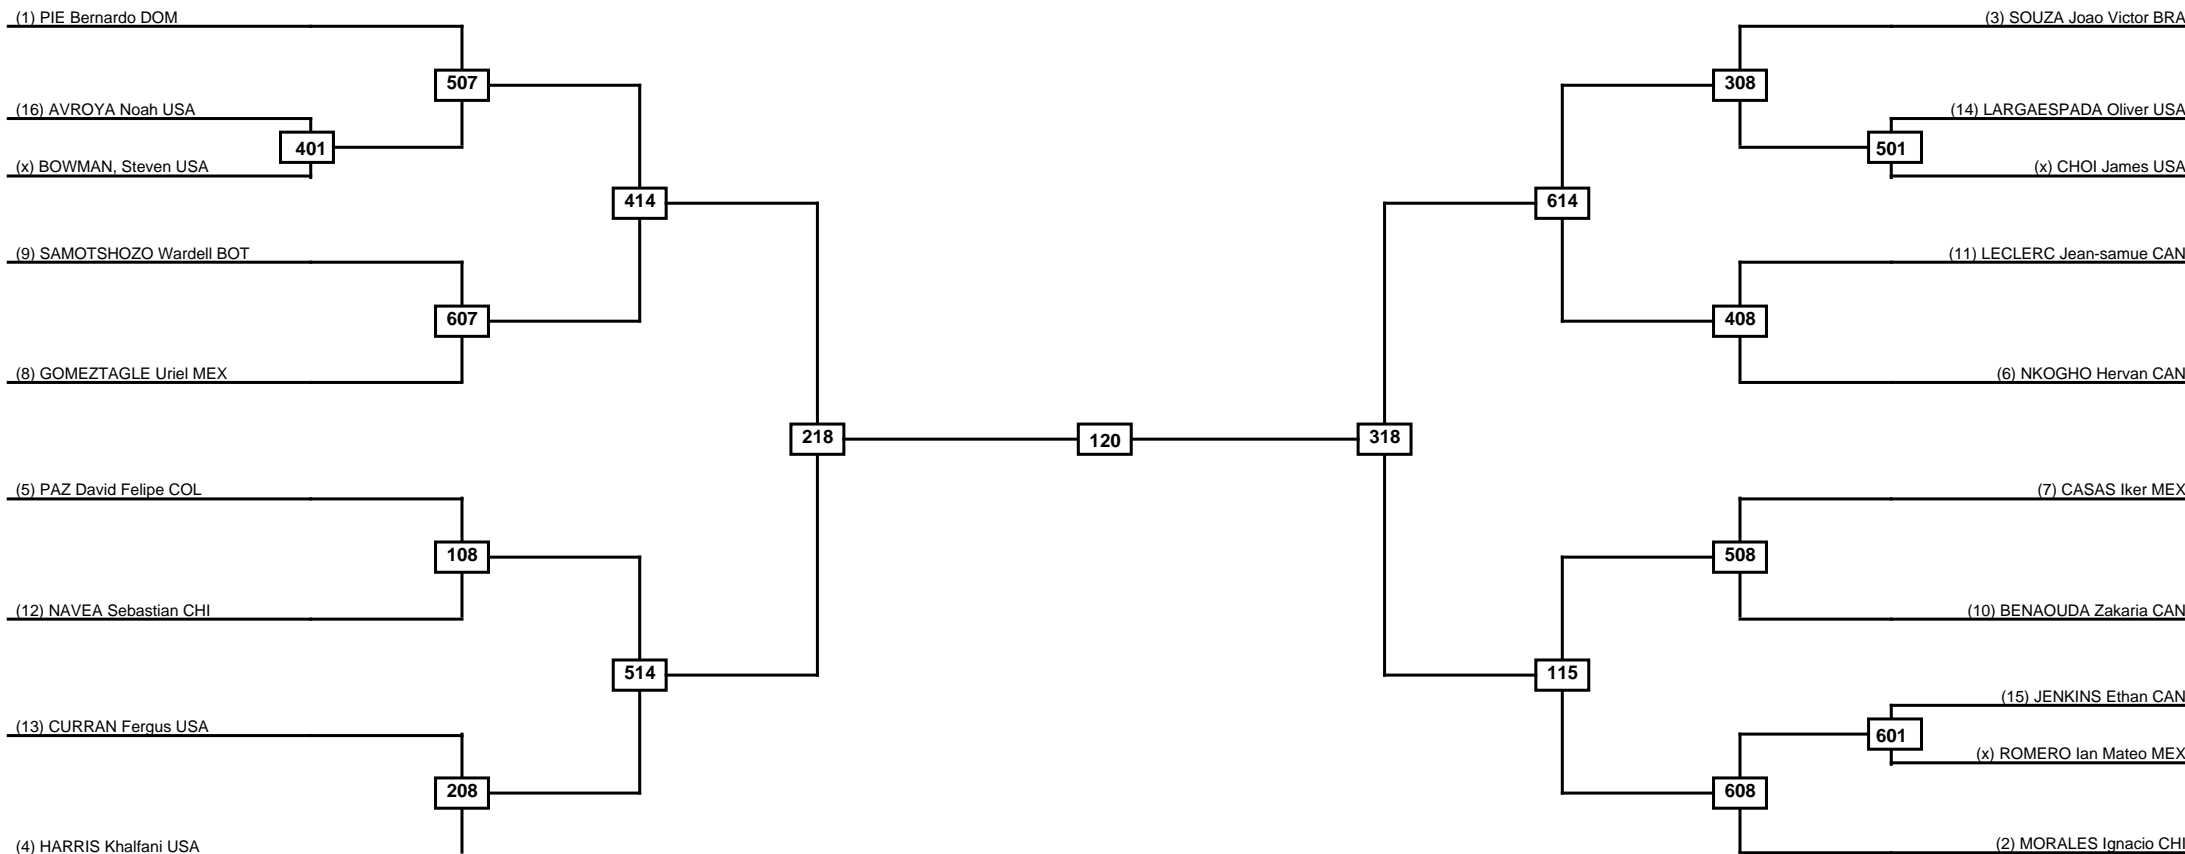 (1) PIE Bernardo DOM
(3) SOUZA Joao Victor BRA
507
308
(16) AVROYA Noah USA
(14) LARGAESPADA Oliver USA
401
501
(x) BOWMAN, Steven USA
(x) CHOI James USA
414
614
(9) SAMOTSHOZO Wardell BOT
(11) LECLERC Jean-samue CAN
607
408
(8) GOMEZTAGLE Uriel MEX
(6) NKOGHO Hervan CAN
218
120
318
(5) PAZ David Felipe COL
(7) CASAS Iker MEX
108
508
(12) NAVEA Sebastian CHI
(10) BENAOUDA Zakaria CAN
514
115
(15) JENKINS Ethan CAN
(13) CURRAN Fergus USA
601
(x) ROMERO Ian Mateo MEX
208
608
(4) HARRIS Khalfani USA
(2) MORALES Ignacio CHI